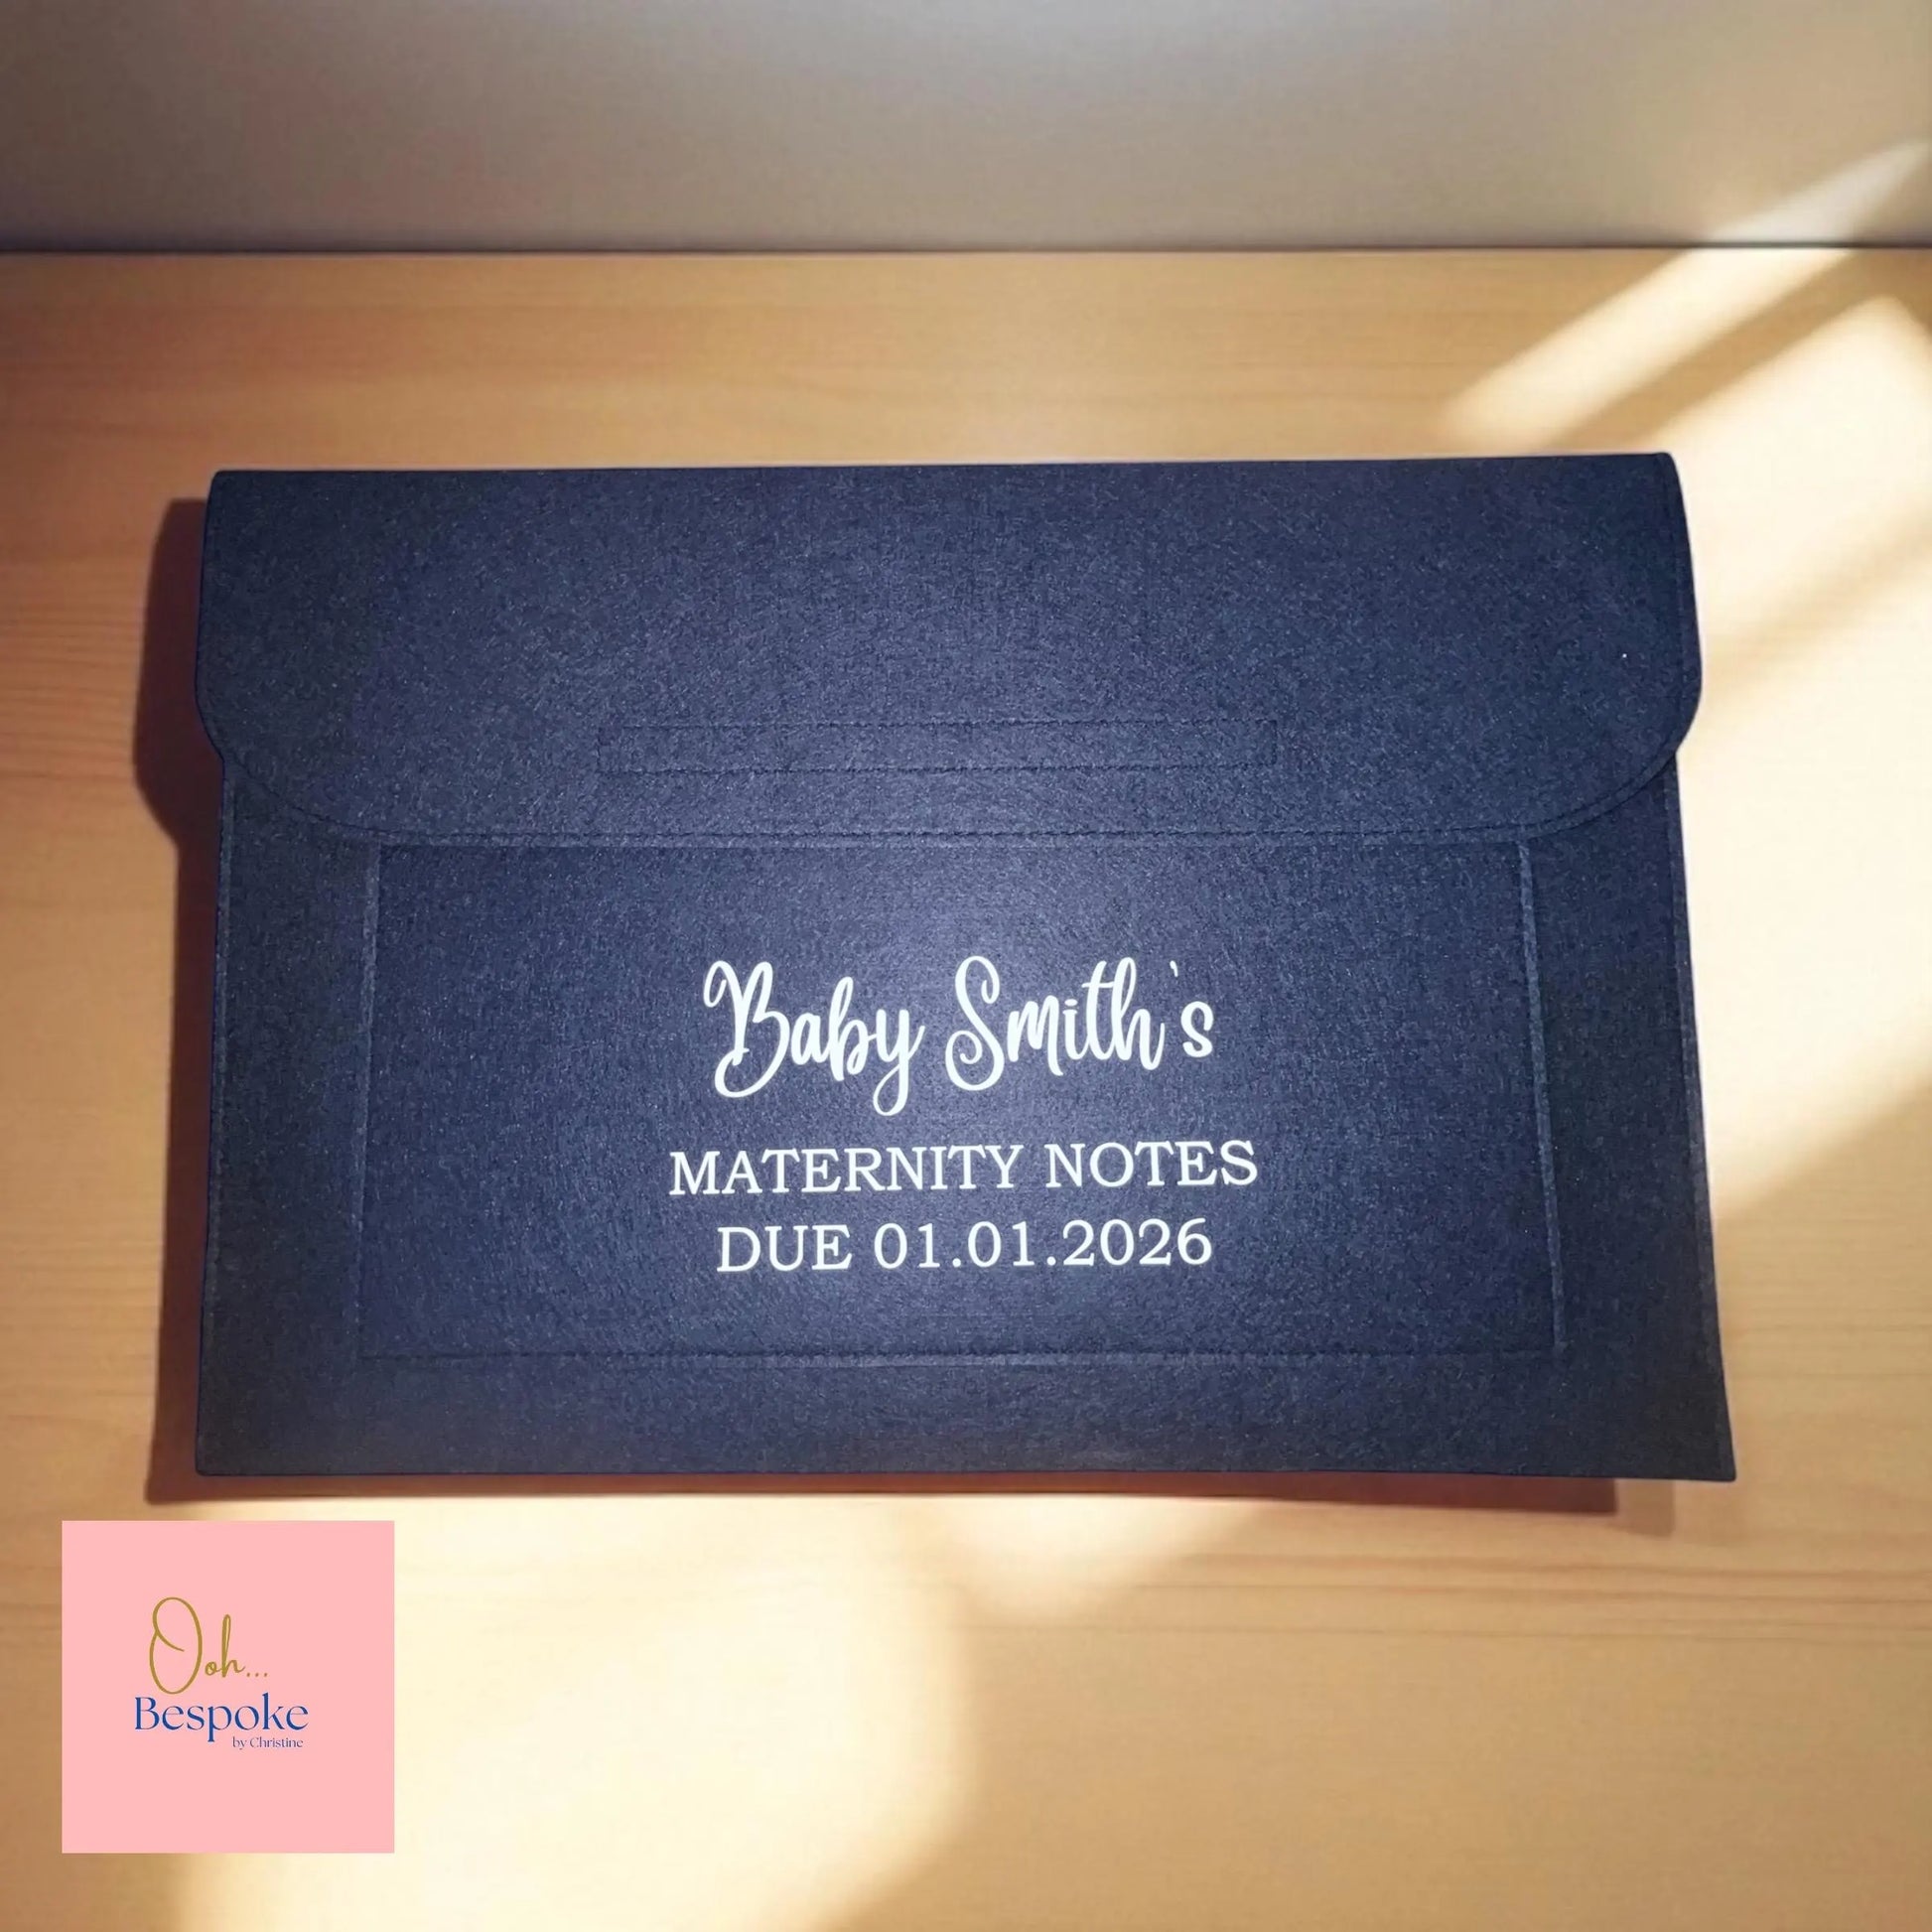 Baby Smith's
MATERNITY NOTES
DUE 01.01.2026
Ooh...
Bespoke
by Christine